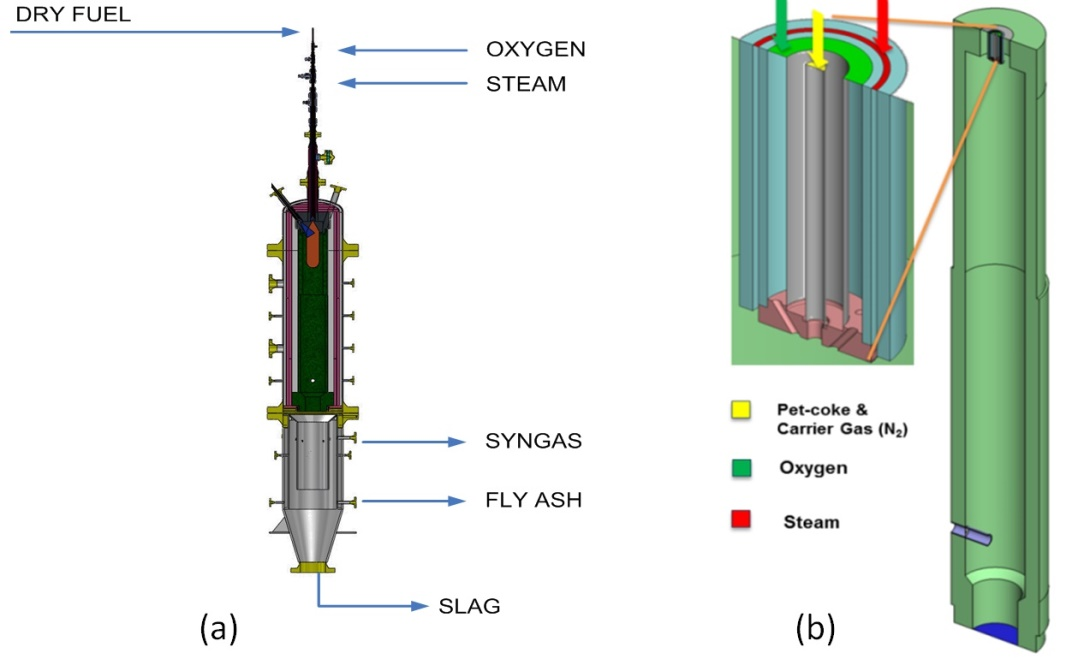 DRY FUEL
OXYGEN
STEAM
SYNGAS
FLY ASH
SLAG
(a)
Pet-coke &
Carrier Gas (N₂)
Oxygen
Steam
(b)